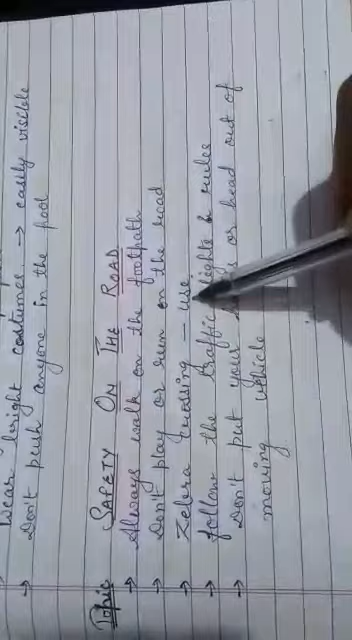 → Wear bright costumes → easily visible
→ Don't push anyone in the pool
Topic SAFETY ON THE ROAD
→ Always walk on the footpath
→ Don't play or run on the road
→ Zebra crossing – use
→ follow the traffic lights & rules
→ Don't put your or head out of
moving vehicle